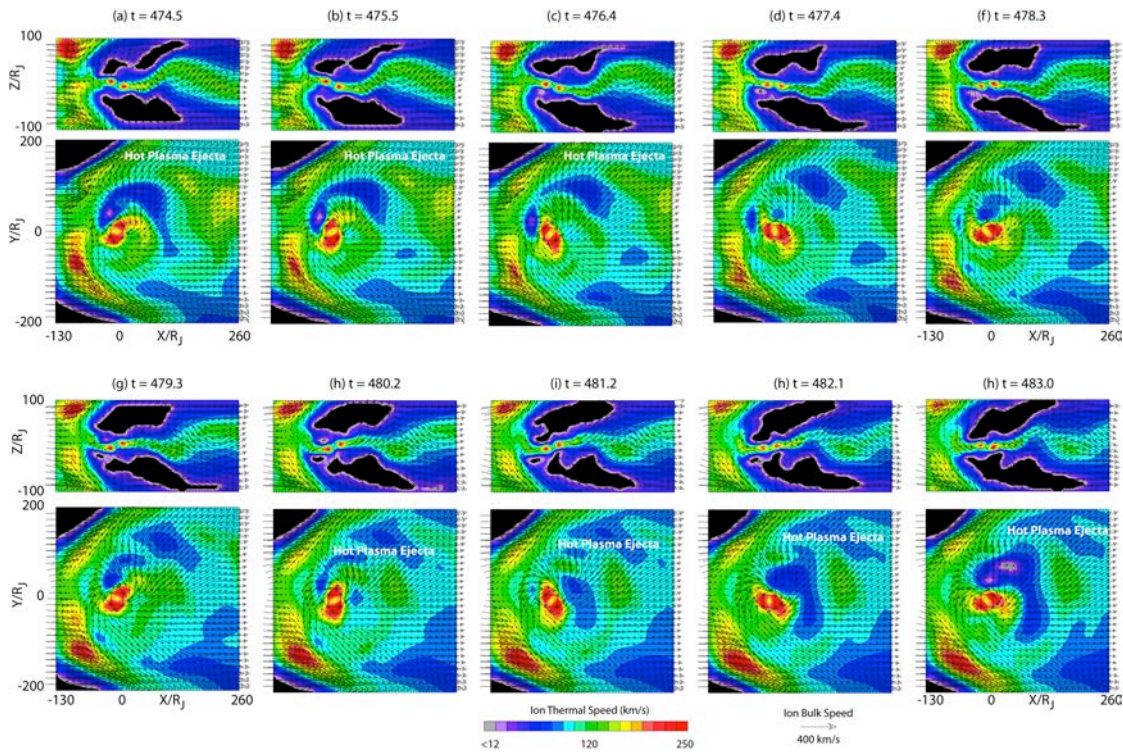 (a) t = 474.5
(b) t = 475.5
(c) t = 476.4
(d) t = 477.4
(f) t = 478.3
100
Z/RJ
-100
200
Hot Plasma Ejecta
Hot Plasma Ejecta
Hot Plasma Ejecta
Y/RJ
0
-200
-130 0 X/RJ 260
-130 0 X/RJ 260
(g) t = 479.3
(h) t = 480.2
(i) t = 481.2
(h) t = 482.1
(h) t = 483.0
100
Z/RJ
-100
200
Hot Plasma Ejecta
Hot Plasma Ejecta
Hot Plasma Ejecta
Hot Plasma Ejecta
Y/RJ
0
-200
-130 0 X/RJ 260
-130 0 X/RJ 260
Ion Thermal Speed (km/s)
<12 120 250
Ion Bulk Speed
400 km/s